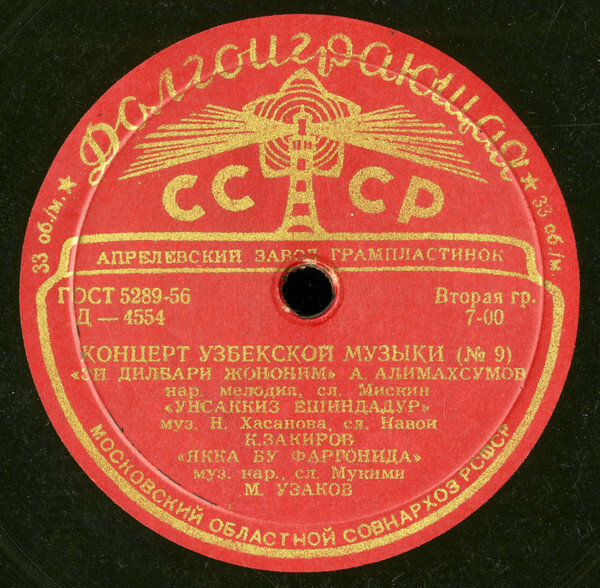 Долгоиграющая
СССР
33 об./м. ★
★ 33 об./м.
АПРЕЛЕВСКИЙ ЗАВОД ГРАМПЛАСТИНОК
ГОСТ 5289-56
Вторая гр.
Д — 4554
7-00
КОНЦЕРТ УЗБЕКСКОЙ МУЗЫКИ (№ 9)
«ЭЙ ДИЛБАРИ ЖОНОНИМ» А. АЛИМАХСУМОВ
нар. мелодия, сл. Мискин
«УНСАККИЗ ЕШИНДАДУР»
муз. Н. Хасанова, сл. Навои
К.ЗАКИРОВ
«ЯККА БУ ФАРГОНИДА»
муз. нар., сл. Мукими
М. УЗАКОВ
МОСКОВСКИЙ ОБЛАСТНОЙ СОВНАРХОЗ РСФСР